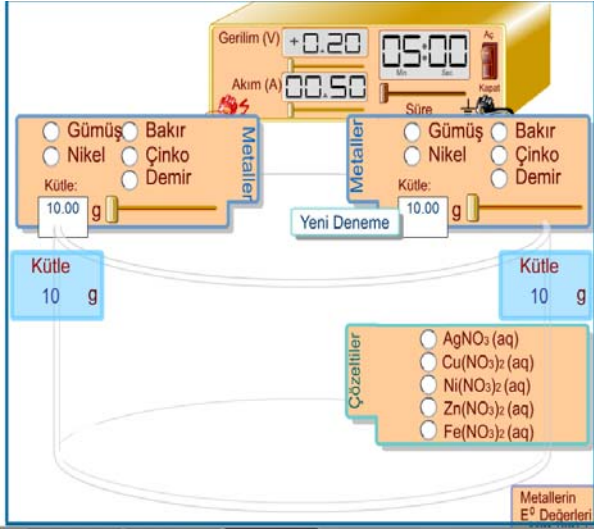 Gerilim (V) +0.20 05:00 Aç
Min Sec
Akım (A) 00.50 Kapat
Süre
Metaller
Gümüş Bakır
Nikel Çinko
Demir
Kütle:
10.00 g
Metaller
Gümüş Bakır
Nikel Çinko
Demir
Kütle:
10.00 g
Yeni Deneme
Kütle
10 g
Kütle
10 g
Çözeltiler
AgNO₃ (aq)
Cu(NO₃)₂ (aq)
Ni(NO₃)₂ (aq)
Zn(NO₃)₂ (aq)
Fe(NO₃)₂ (aq)
Metallerin
E⁰ Değerleri